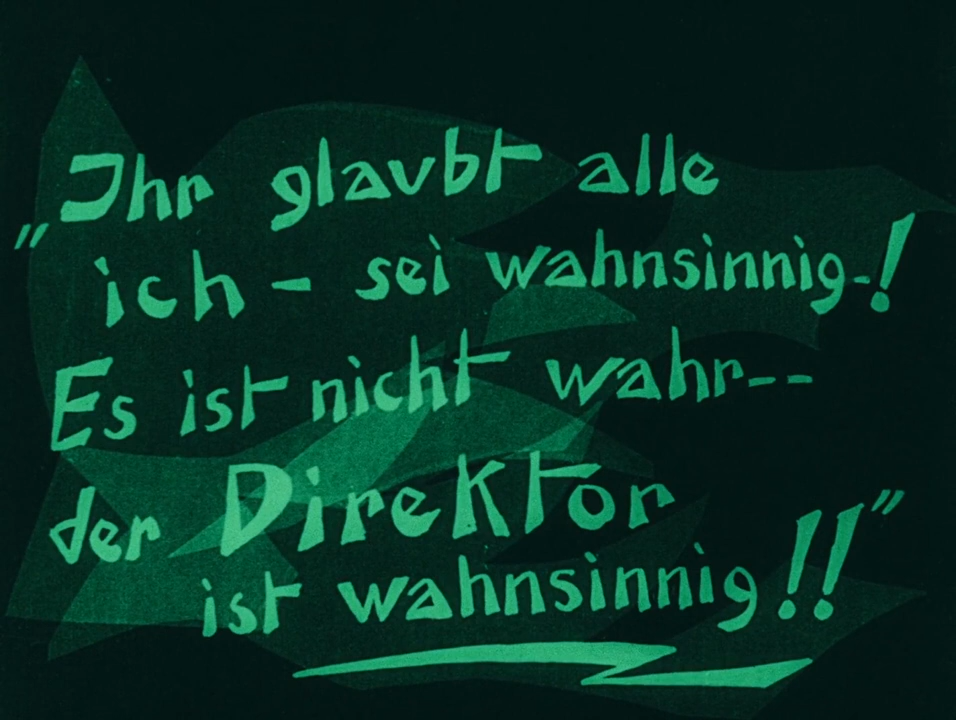 „Ihr glaubt alle
ich – sei wahnsinnig-!
Es ist nicht wahr--
der Direktor
ist wahnsinnig!!”